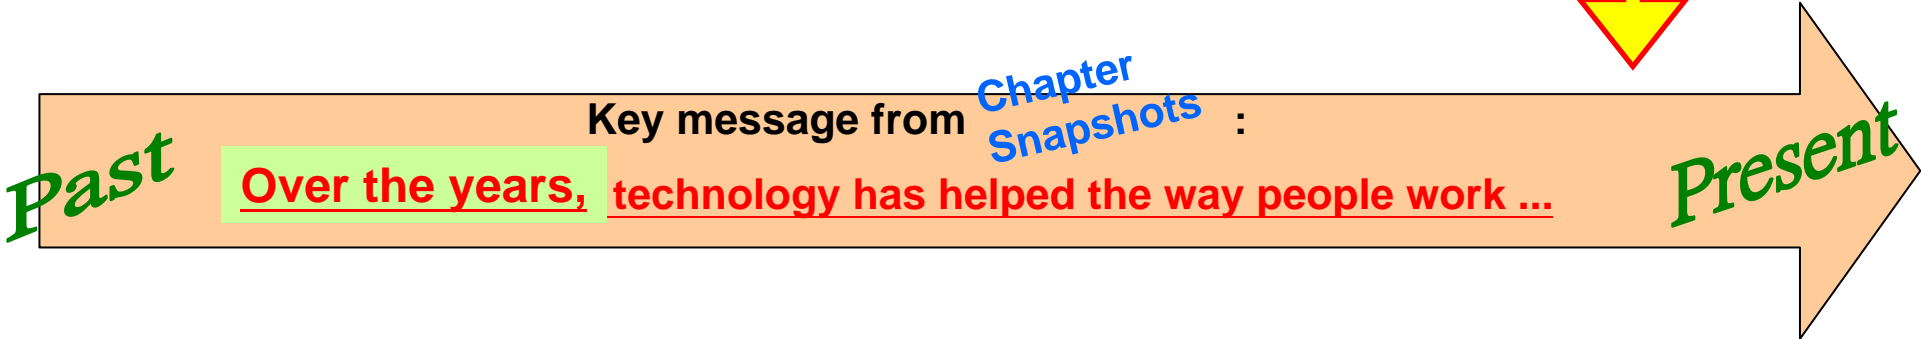 Key message from Chapter Snapshots :
Past
Over the years, technology has helped the way people work ...
Present